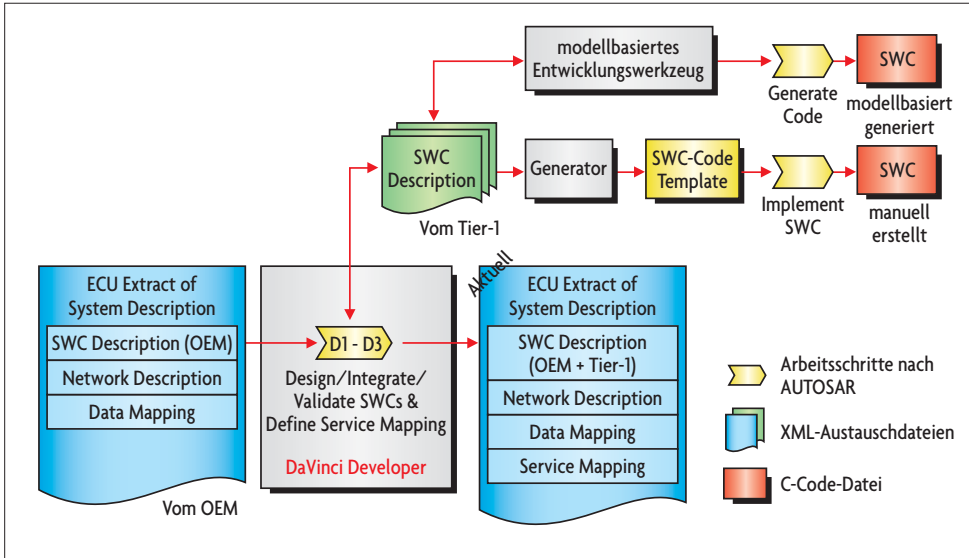 modellbasiertes
Entwicklungswerkzeug
Generate
Code
SWC
modellbasiert
generiert
SWC
Description
Vom Tier-1
Generator
SWC-Code
Template
Implement
SWC
SWC
manuell
erstellt
ECU Extract of
System Description
SWC Description (OEM)
Network Description
Data Mapping
Vom OEM
D1 - D3
Design/Integrate/
Validate SWCs &
Define Service Mapping
DaVinci Developer
Aktuell
ECU Extract of
System Description
SWC Description
(OEM + Tier-1)
Network Description
Data Mapping
Service Mapping
Arbeitsschritte nach
AUTOSAR
XML-Austauschdateien
C-Code-Datei